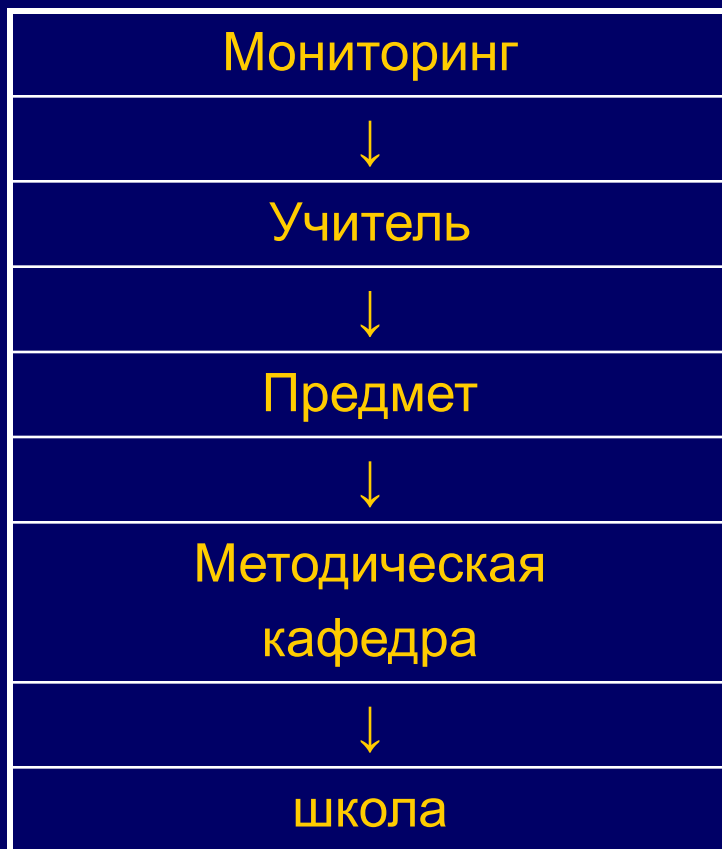 Мониторинг
↓
Учитель
↓
Предмет
↓
Методическая
кафедра
↓
школа